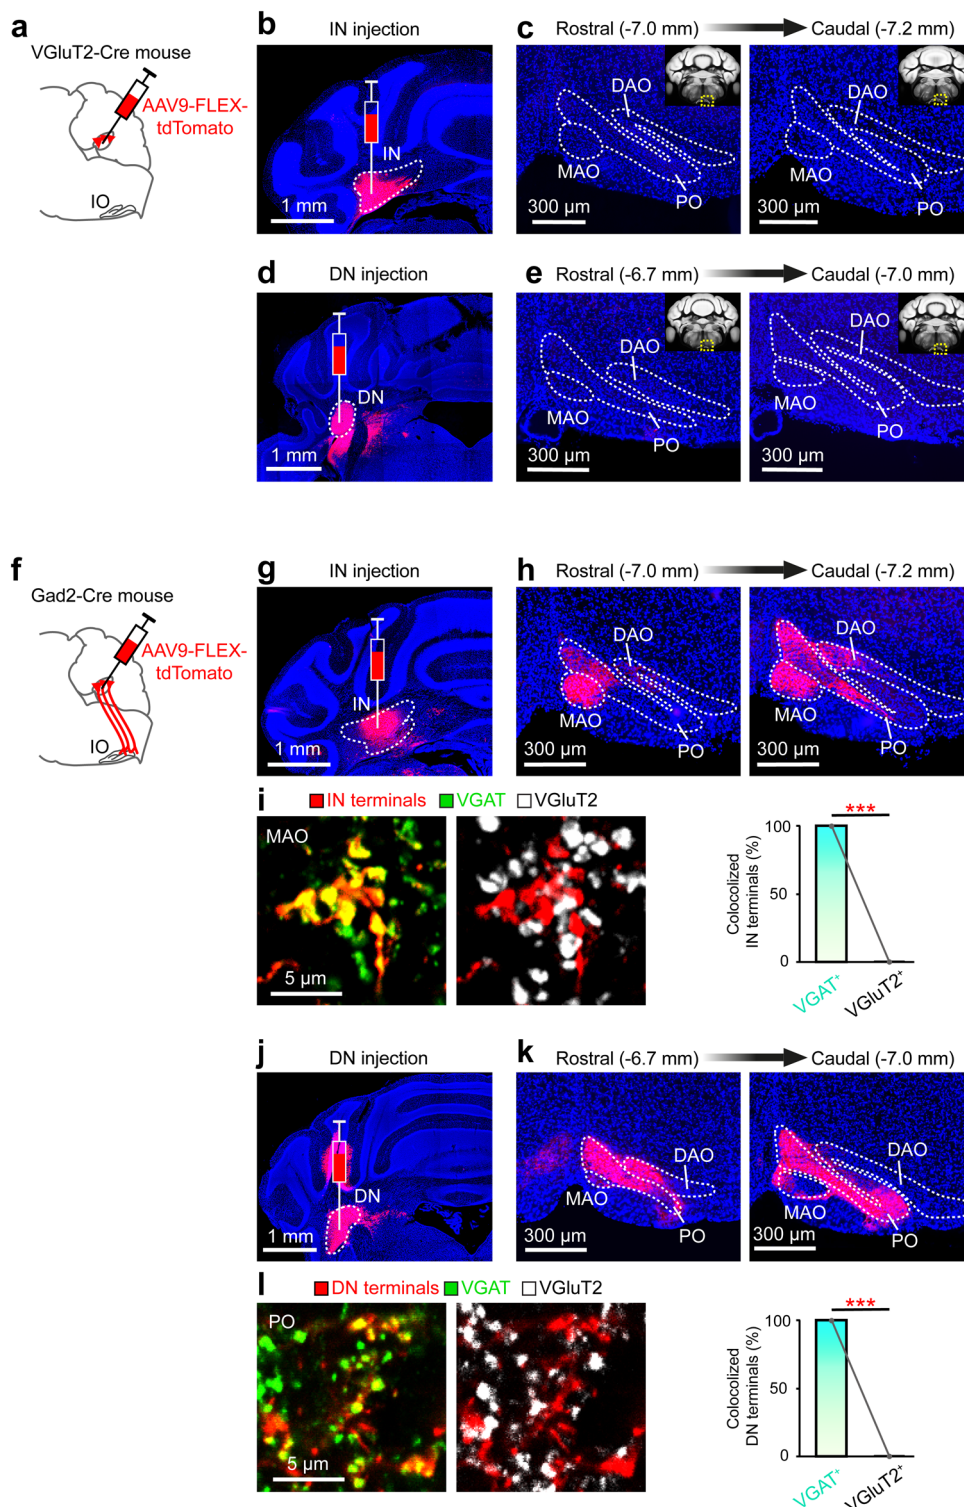 a
VGluT2-Cre mouse
AAV9-FLEX-
tdTomato
IO
b
IN injection
IN
1 mm
c
Rostral (-7.0 mm)
Caudal (-7.2 mm)
DAO
MAO
PO
300 µm
DAO
MAO
PO
300 µm
d
DN injection
DN
1 mm
e
Rostral (-6.7 mm)
Caudal (-7.0 mm)
DAO
MAO
PO
300 µm
DAO
MAO
PO
300 µm
f
Gad2-Cre mouse
AAV9-FLEX-
tdTomato
IO
g
IN injection
IN
1 mm
h
Rostral (-7.0 mm)
Caudal (-7.2 mm)
DAO
MAO
PO
300 µm
DAO
MAO
PO
300 µm
i
IN terminals VGAT VGluT2
MAO
5 µm
Colocolized
IN terminals (%)
100
50
0
***
VGAT+
VGluT2+
j
DN injection
DN
1 mm
k
Rostral (-6.7 mm)
Caudal (-7.0 mm)
DAO
MAO
PO
300 µm
DAO
MAO
PO
300 µm
l
DN terminals VGAT VGluT2
PO
5 µm
Colocolized
DN terminals (%)
100
50
0
***
VGAT+
VGluT2+